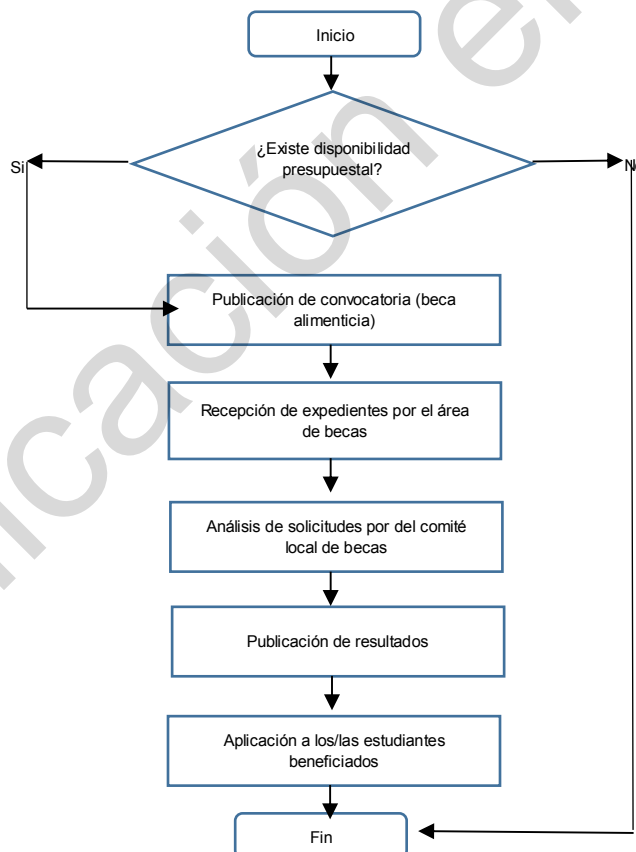 Inicio
¿Existe disponibilidad
presupuestal?
Si
Publicación de convocatoria (beca
alimenticia)
Recepción de expedientes por el área
de becas
Análisis de solicitudes por del comité
local de becas
Publicación de resultados
Aplicación a los/las estudiantes
beneficiados
Fin